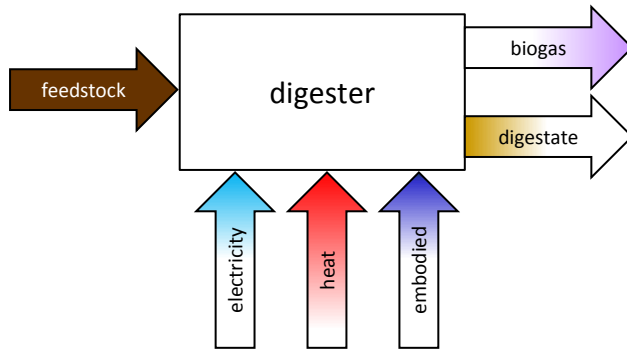 biogas
feedstock
digester
digestate
electricity
heat
embodied